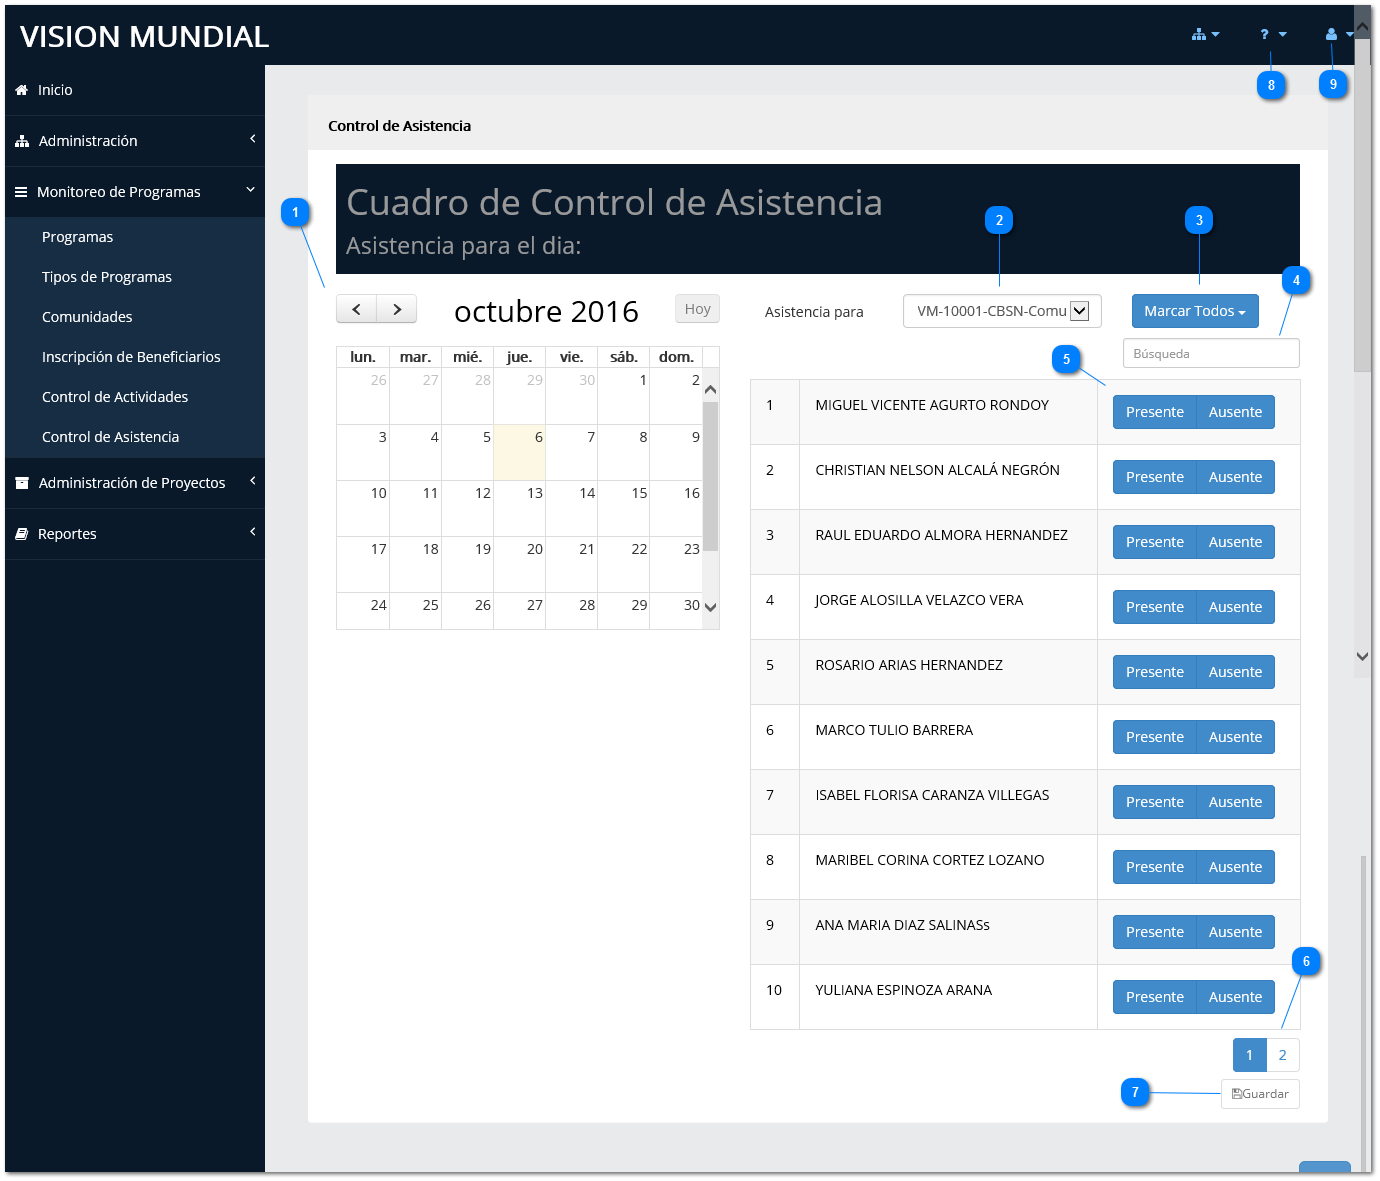 VISION MUNDIAL
?
8
9
Inicio
Administración
Monitoreo de Programas
Programas
Tipos de Programas
Comunidades
Inscripción de Beneficiarios
Control de Actividades
Control de Asistencia
Administración de Proyectos
Reportes
Control de Asistencia
Cuadro de Control de Asistencia
Asistencia para el dia:
1
2
3
4
octubre 2016
Hoy
lun. mar. mié. jue. vie. sáb. dom.
26 27 28 29 30 1 2
3 4 5 6 7 8 9
10 11 12 13 14 15 16
17 18 19 20 21 22 23
24 25 26 27 28 29 30
Asistencia para
VM-10001-CBSN-Comu
Marcar Todos
Búsqueda
5
1 MIGUEL VICENTE AGURTO RONDOY Presente Ausente
2 CHRISTIAN NELSON ALCALÁ NEGRÓN Presente Ausente
3 RAUL EDUARDO ALMORA HERNANDEZ Presente Ausente
4 JORGE ALOSILLA VELAZCO VERA Presente Ausente
5 ROSARIO ARIAS HERNANDEZ Presente Ausente
6 MARCO TULIO BARRERA Presente Ausente
7 ISABEL FLORISA CARANZA VILLEGAS Presente Ausente
8 MARIBEL CORINA CORTEZ LOZANO Presente Ausente
9 ANA MARIA DIAZ SALINASs Presente Ausente
10 YULIANA ESPINOZA ARANA Presente Ausente
6
1 2
7
Guardar